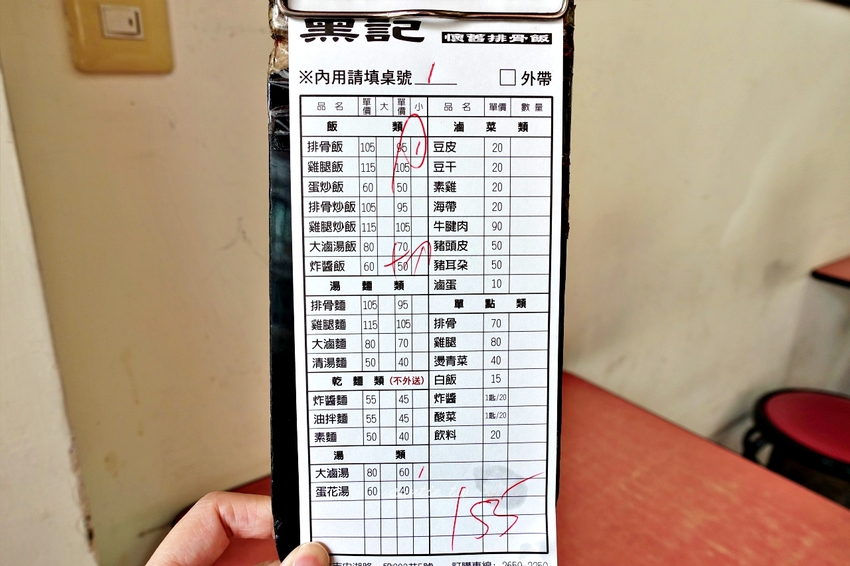 黑記 懷舊排骨飯
※內用請填桌號 1 □外帶
品名 單價 大 單價 小 品名 單價 數量
飯類 滷菜類
排骨飯 105 95 1 豆皮 20
雞腿飯 115 105 豆干 20
蛋炒飯 60 50 素雞 20
排骨炒飯 105 95 海帶 20
雞腿炒飯 115 105 牛腱肉 90
大滷湯飯 80 70 豬頭皮 50
炸醬飯 60 50 豬耳朵 50
湯麵類 滷蛋 10
排骨麵 105 95 單點類
雞腿麵 115 105 排骨 70
大滷麵 80 70 雞腿 80
清湯麵 50 40 燙青菜 40
乾麵類(不外送) 白飯 15
炸醬麵 55 45 炸醬 1匙/20
油拌麵 55 45 酸菜 1匙/20
素麵 50 40 飲料 20
湯類
大滷湯 80 60 1
蛋花湯 60 40
155